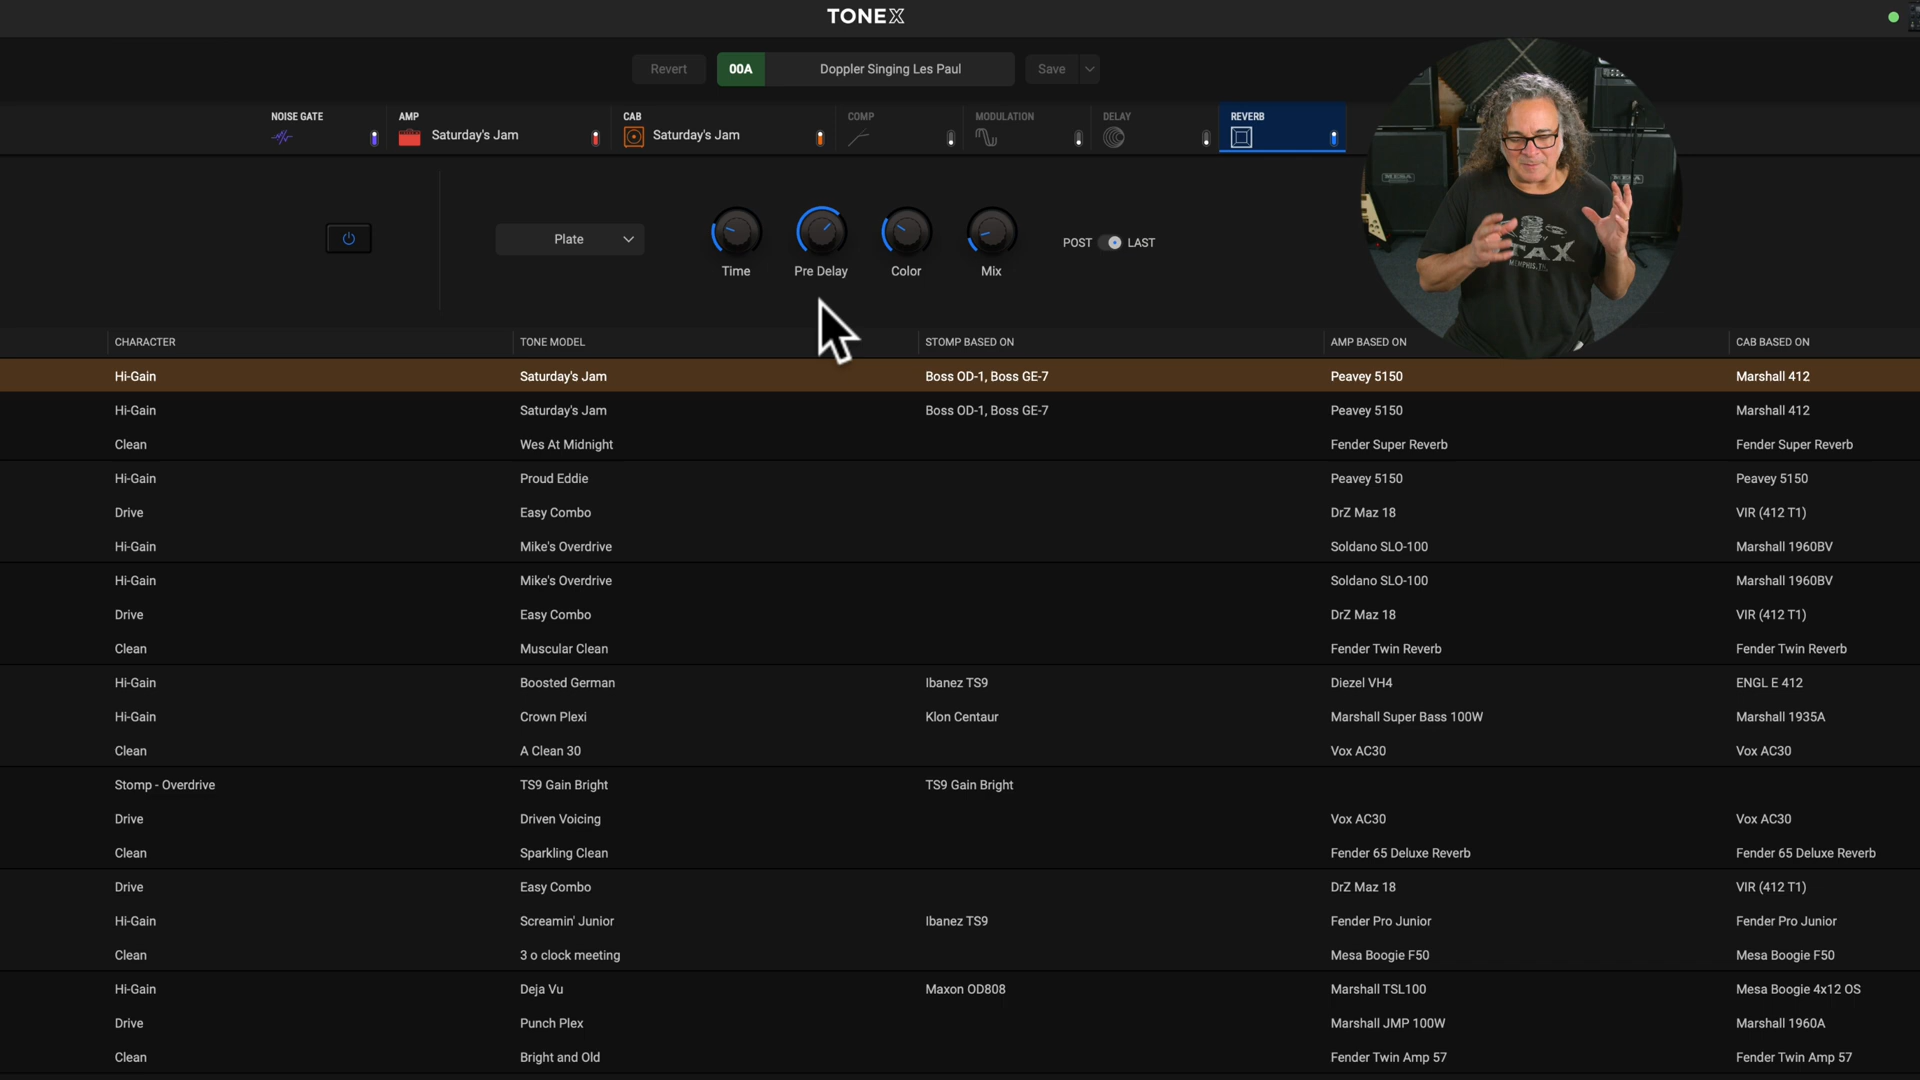 TONEX
Revert 00A Doppler Singing Les Paul Save
NOISE GATE AMP Saturday's Jam CAB Saturday's Jam COMP MODULATION DELAY REVERB
Plate Time Pre Delay Color Mix POST LAST
MESA MESA
STAX
MEMPHIS, TN.
CHARACTER TONE MODEL STOMP BASED ON AMP BASED ON CAB BASED ON
Hi-Gain Saturday's Jam Boss OD-1, Boss GE-7 Peavey 5150 Marshall 412
Hi-Gain Saturday's Jam Boss OD-1, Boss GE-7 Peavey 5150 Marshall 412
Clean Wes At Midnight Fender Super Reverb Fender Super Reverb
Hi-Gain Proud Eddie Peavey 5150 Peavey 5150
Drive Easy Combo DrZ Maz 18 VIR (412 T1)
Hi-Gain Mike's Overdrive Soldano SLO-100 Marshall 1960BV
Hi-Gain Mike's Overdrive Soldano SLO-100 Marshall 1960BV
Drive Easy Combo DrZ Maz 18 VIR (412 T1)
Clean Muscular Clean Fender Twin Reverb Fender Twin Reverb
Hi-Gain Boosted German Ibanez TS9 Diezel VH4 ENGL E 412
Hi-Gain Crown Plexi Klon Centaur Marshall Super Bass 100W Marshall 1935A
Clean A Clean 30 Vox AC30 Vox AC30
Stomp - Overdrive TS9 Gain Bright TS9 Gain Bright
Drive Driven Voicing Vox AC30 Vox AC30
Clean Sparkling Clean Fender 65 Deluxe Reverb Fender 65 Deluxe Reverb
Drive Easy Combo DrZ Maz 18 VIR (412 T1)
Hi-Gain Screamin' Junior Ibanez TS9 Fender Pro Junior Fender Pro Junior
Clean 3 o clock meeting Mesa Boogie F50 Mesa Boogie F50
Hi-Gain Deja Vu Maxon OD808 Marshall TSL100 Mesa Boogie 4x12 OS
Drive Punch Plex Marshall JMP 100W Marshall 1960A
Clean Bright and Old Fender Twin Amp 57 Fender Twin Amp 57